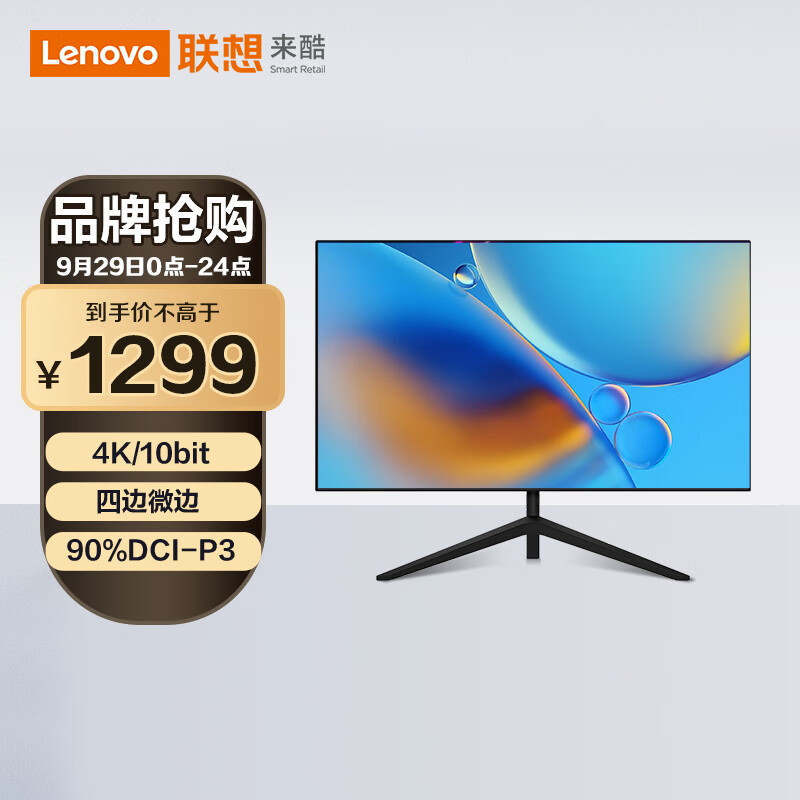 Lenovo 联想 来酷
Smart Retail
品牌抢购
9月29日0点-24点
到手价不高于
¥1299
4K/10bit
四边微边
90%DCI-P3